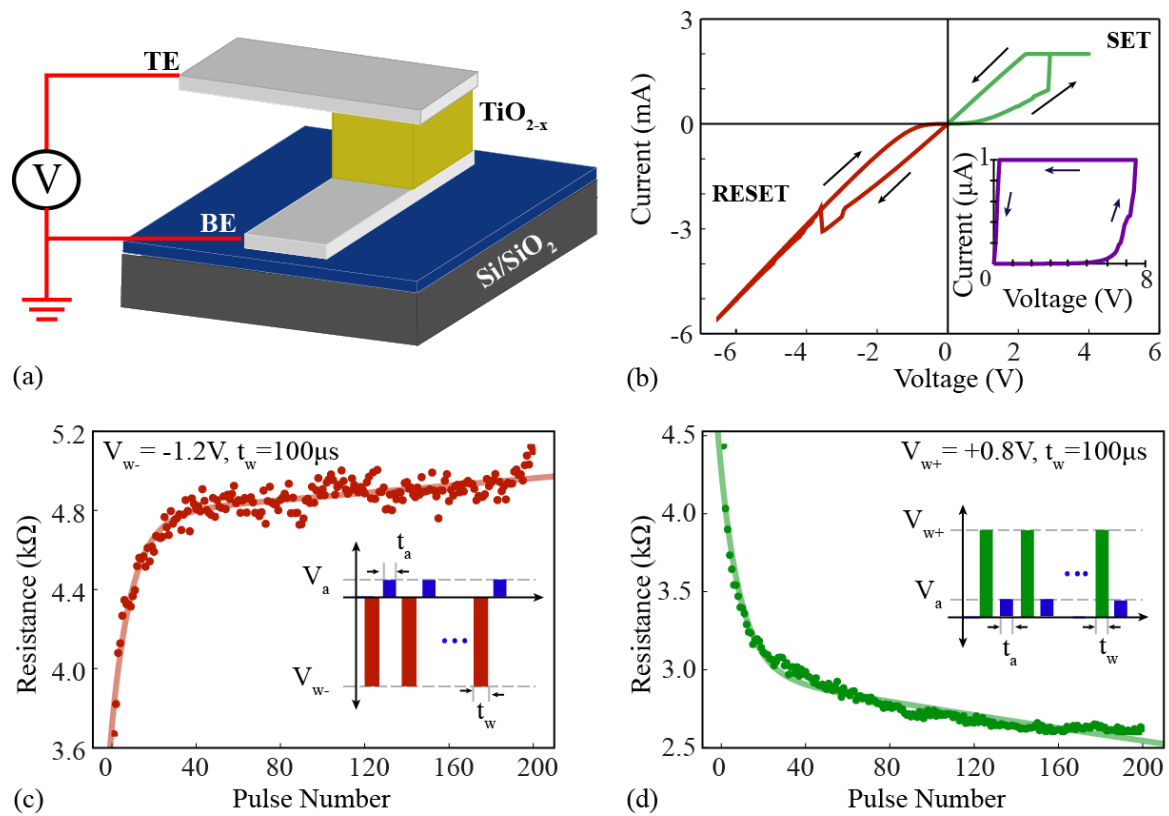 TE
TiO2-x
V
BE
Si/SiO2
(a)
3
0
-3
-6
Current (mA)
SET
RESET
-6
-4
-2
0
2
4
6
Voltage (V)
1
0
8
Current (μA)
Voltage (V)
(b)
5.2
4.8
4.4
4.0
3.6
Resistance (kΩ)
Vw-= -1.2V, tw=100μs
ta
Va
Vw-
tw
0
40
80
120
160
200
Pulse Number
(c)
4.5
4.0
3.5
3.0
2.5
Resistance (kΩ)
Vw+= +0.8V, tw=100μs
Vw+
Va
ta
tw
0
40
80
120
160
200
Pulse Number
(d)